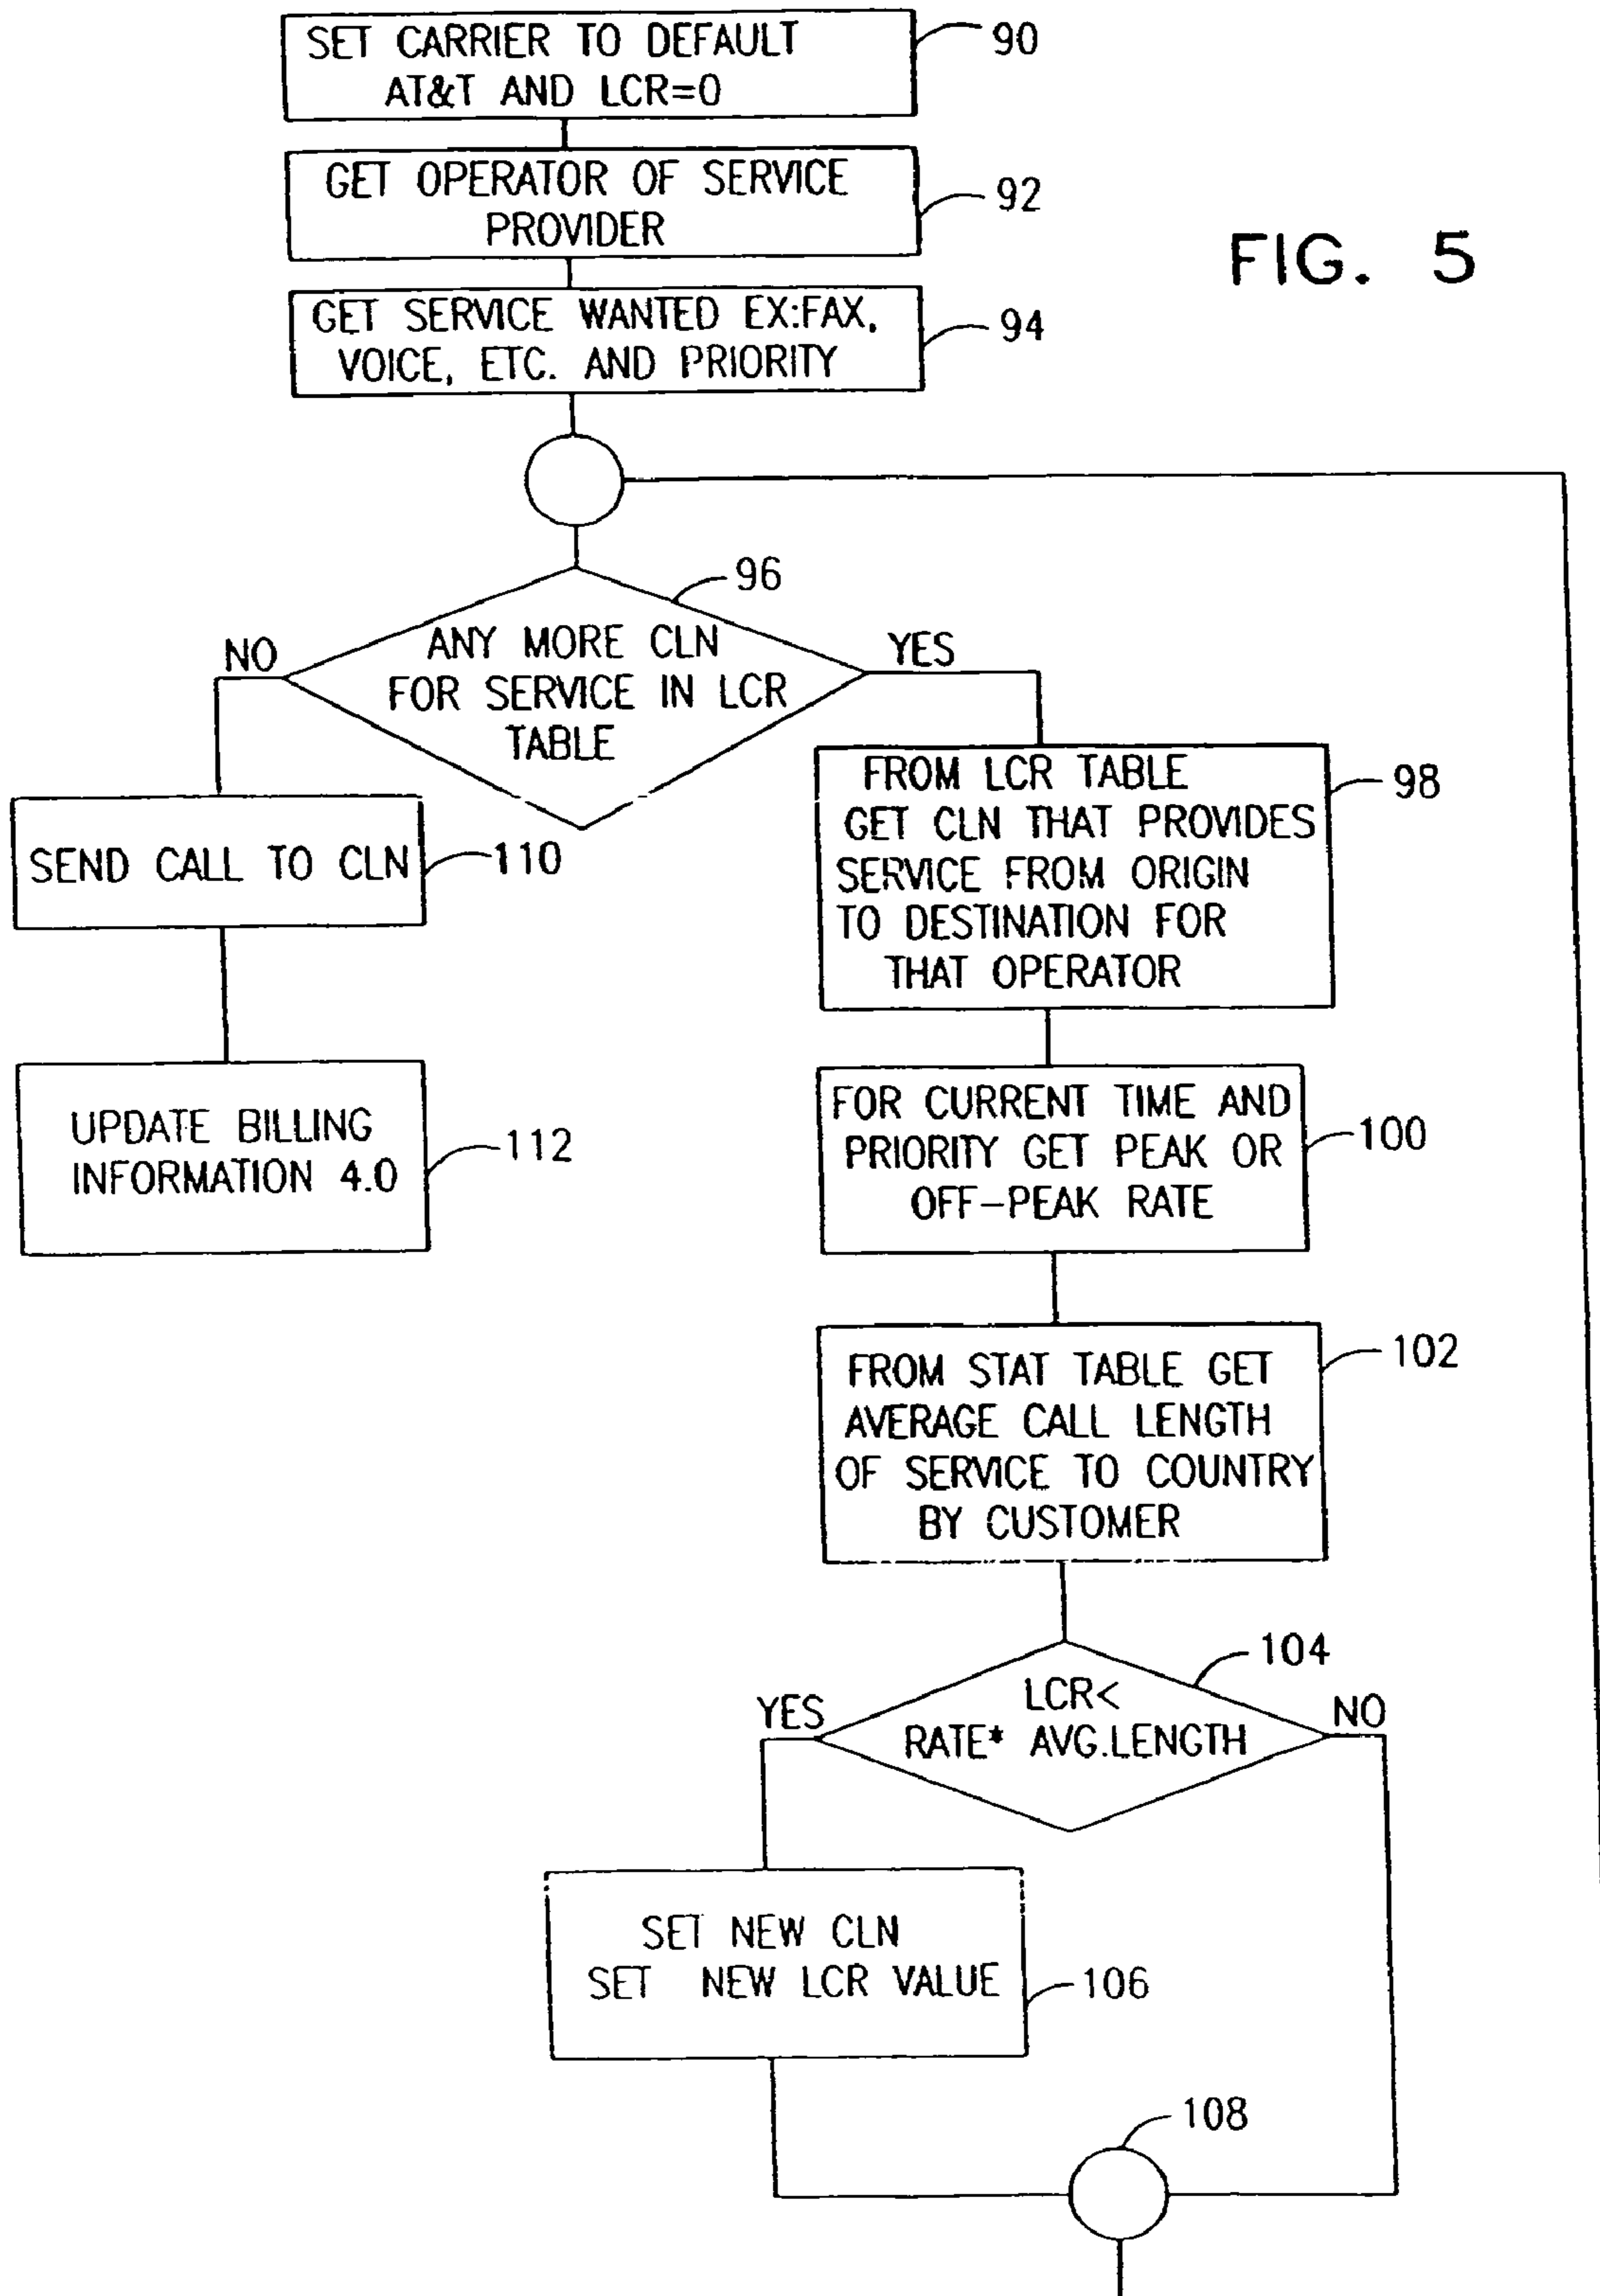 SET CARRIER TO DEFAULT
AT&T AND LCR=0
90
GET OPERATOR OF SERVICE
PROVIDER
92
FIG. 5
GET SERVICE WANTED EX:FAX,
VOICE, ETC. AND PRIORITY
94
96
ANY MORE CLN
FOR SERVICE IN LCR
TABLE
NO
YES
FROM LCR TABLE
GET CLN THAT PROVIDES
SERVICE FROM ORIGIN
TO DESTINATION FOR
THAT OPERATOR
98
SEND CALL TO CLN
110
UPDATE BILLING
INFORMATION 4.0
112
FOR CURRENT TIME AND
PRIORITY GET PEAK OR
OFF-PEAK RATE
100
FROM STAT TABLE GET
AVERAGE CALL LENGTH
OF SERVICE TO COUNTRY
BY CUSTOMER
102
104
LCR<
RATE* AVG.LENGTH
YES
NO
SET NEW CLN
SET NEW LCR VALUE
106
108